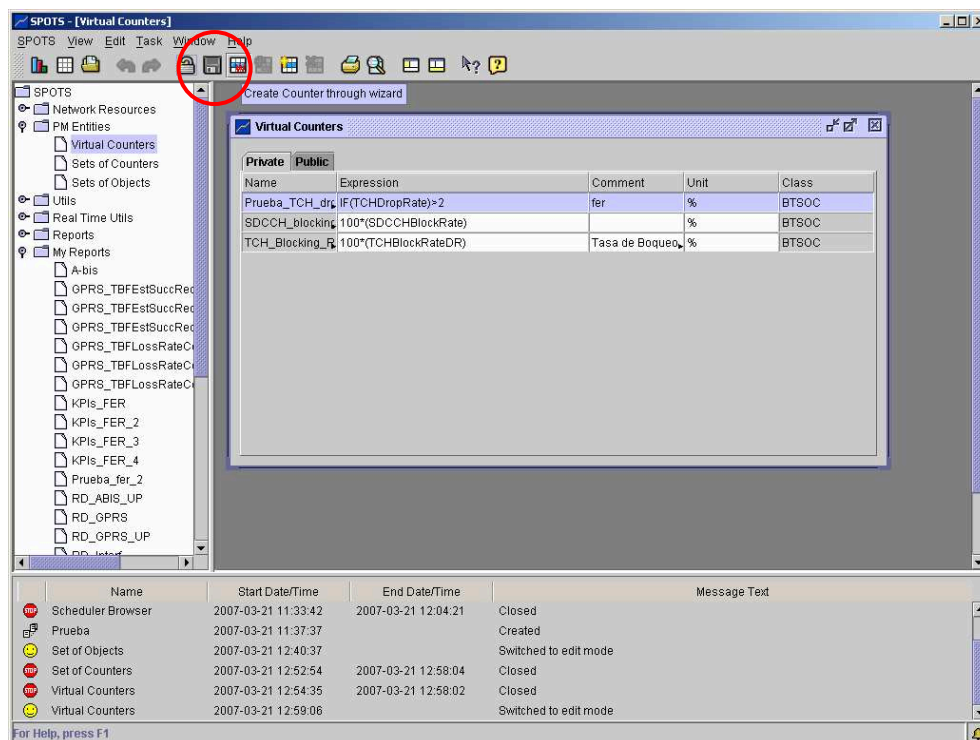 SPOTS - [Virtual Counters]
SPOTS View Edit Task Window Help
Create Counter through wizard
SPOTS
Network Resources
PM Entities
Virtual Counters
Sets of Counters
Sets of Objects
Utils
Real Time Utils
Reports
My Reports
A-bis
GPRS_TBFEstSuccRec
GPRS_TBFEstSuccRec
GPRS_TBFEstSuccRec
GPRS_TBFLossRateC
GPRS_TBFLossRateC
GPRS_TBFLossRateC
KPIs_FER
KPIs_FER_2
KPIs_FER_3
KPIs_FER_4
Prueba_fer_2
RD_ABIS_UP
RD_GPRS
RD_GPRS_UP
Virtual Counters
Private Public
Name Expression Comment Unit Class
Prueba_TCH_dr IF(TCHDropRate)>2 fer % BTSOC
SDCCH_blocking 100*(SDCCHBlockRate) % BTSOC
TCH_Blocking_R 100*(TCHBlockRateDR) Tasa de Boqueo % BTSOC
Name Start Date/Time End Date/Time Message Text
Scheduler Browser 2007-03-21 11:33:42 2007-03-21 12:04:21 Closed
Prueba 2007-03-21 11:37:37 Created
Set of Objects 2007-03-21 12:40:37 Switched to edit mode
Set of Counters 2007-03-21 12:52:54 2007-03-21 12:58:04 Closed
Virtual Counters 2007-03-21 12:54:35 2007-03-21 12:58:02 Closed
Virtual Counters 2007-03-21 12:59:06 Switched to edit mode
For Help, press F1